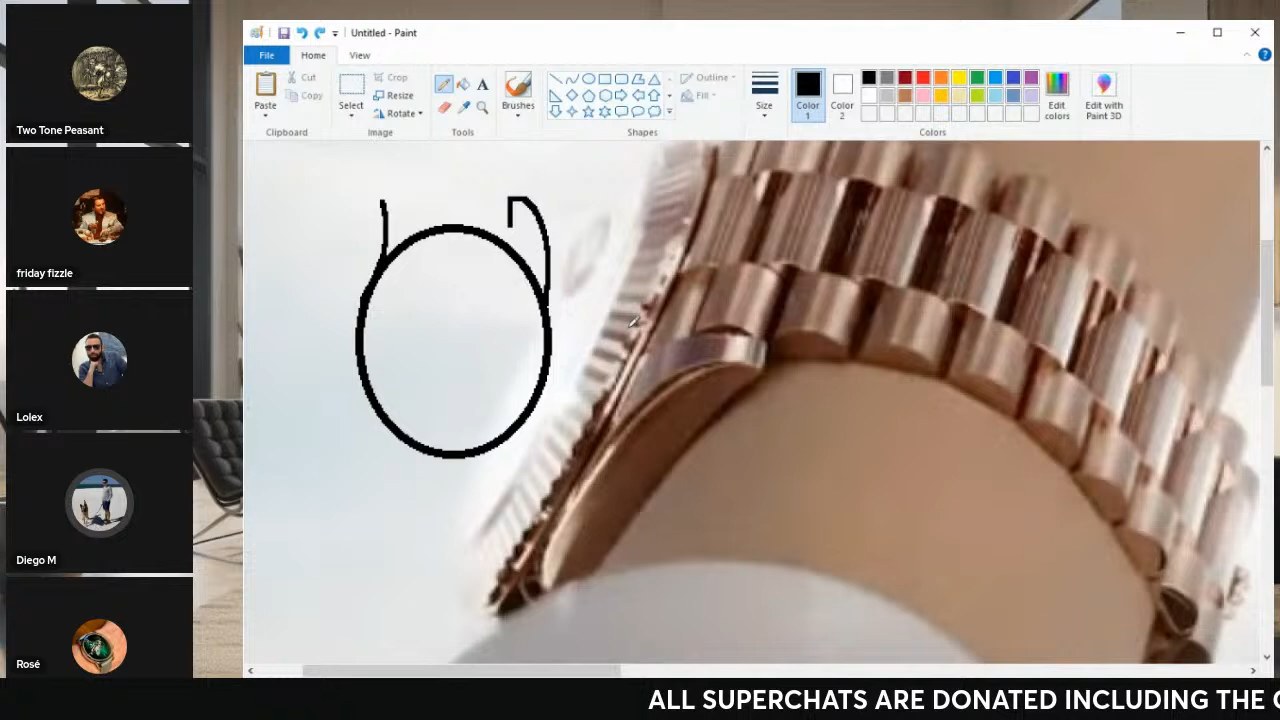 Two Tone Peasant
friday fizzle
Lolex
Diego M
Rosé
Untitled - Paint
File
Home
View
Paste
Cut
Copy
Clipboard
Select
Crop
Resize
Rotate
Image
A
Tools
Brushes
Shapes
Outline
Fill
Size
Color
1
Color
2
Edit
colors
Colors
Edit with
Paint 3D
ALL SUPERCHATS ARE DONATED INCLUDING THE